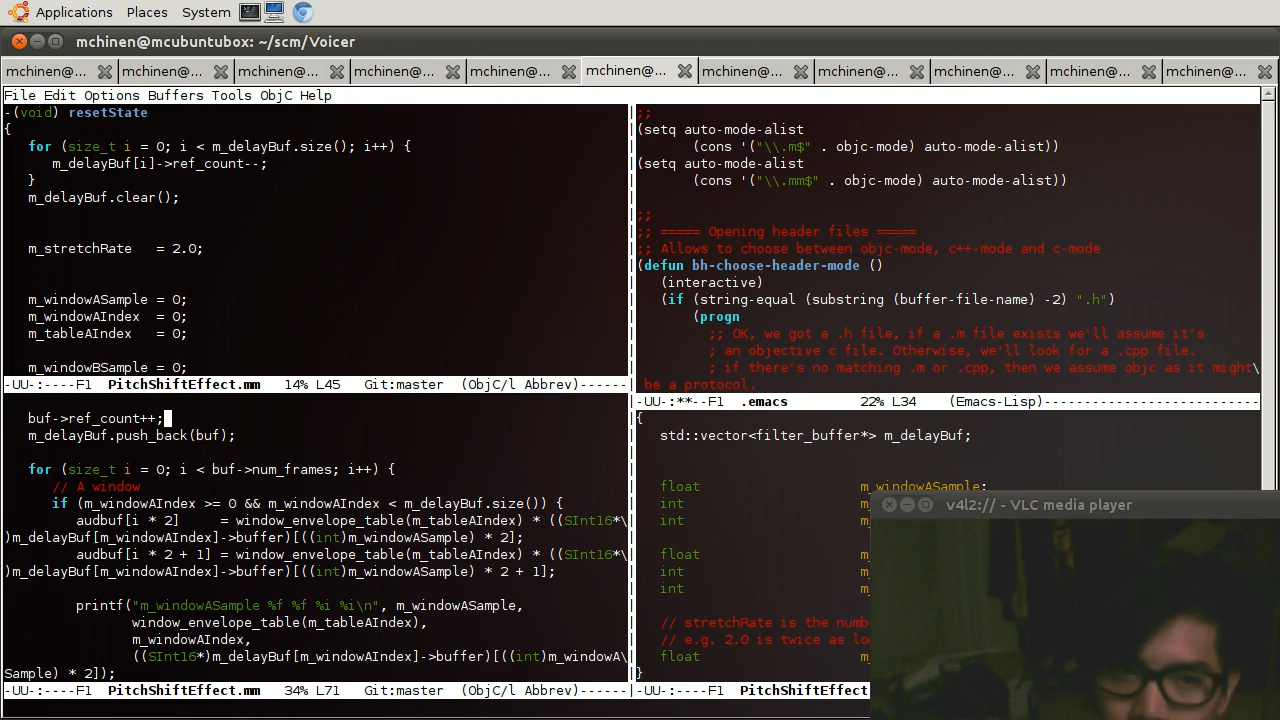 Applications Places System
mchinen@mcubuntubox: ~/scm/Voicer
mchinen@... mchinen@... mchinen@... mchinen@... mchinen@... mchinen@... mchinen@... mchinen@... mchinen@... mchinen@... mchinen@...
File Edit Options Buffers Tools ObjC Help
-(void) resetState
{
for (size_t i = 0; i < m_delayBuf.size(); i++) {
m_delayBuf[i]->ref_count--;
}
m_delayBuf.clear();
m_stretchRate = 2.0;
m_windowASample = 0;
m_windowAIndex = 0;
m_tableAIndex = 0;
m_windowBSample = 0;
-UU-:----F1 PitchShiftEffect.mm 14% L45 Git:master (ObjC/l Abbrev)------
buf->ref_count++;
m_delayBuf.push_back(buf);
for (size_t i = 0; i < buf->num_frames; i++) {
// A window
if (m_windowAIndex >= 0 && m_windowAIndex < m_delayBuf.size()) {
audbuf[i * 2] = window_envelope_table(m_tableAIndex) * ((SInt16*\
)m_delayBuf[m_windowAIndex]->buffer)[((int)m_windowASample) * 2];
audbuf[i * 2 + 1] = window_envelope_table(m_tableAIndex) * ((SInt16*\
)m_delayBuf[m_windowAIndex]->buffer)[((int)m_windowASample) * 2 + 1];
printf("m_windowASample %f %f %i %i\n", m_windowASample,
window_envelope_table(m_tableAIndex),
m_windowAIndex,
((SInt16*)m_delayBuf[m_windowAIndex]->buffer)[((int)m_windowA\
Sample) * 2]);
-UU-:----F1 PitchShiftEffect.mm 34% L71 Git:master (ObjC/l Abbrev)------
;;
(setq auto-mode-alist
(cons '("\\.m$" . objc-mode) auto-mode-alist))
(setq auto-mode-alist
(cons '("\\.mm$" . objc-mode) auto-mode-alist))
;;
;; ===== Opening header files =====
;; Allows to choose between objc-mode, c++-mode and c-mode
(defun bh-choose-header-mode ()
(interactive)
(if (string-equal (substring (buffer-file-name) -2) ".h")
(progn
;; OK, we got a .h file, if a .m file exists we'll assume it's
; an objective c file. Otherwise, we'll look for a .cpp file.
; if there's no matching .m or .cpp, then we assume objc as it might\
be a protocol.
-UU-:**--F1 .emacs 22% L34 (Emacs-Lisp)---------------------------
{
std::vector<filter_buffer*> m_delayBuf;
float m_windowASample;
int m_
int m_
float m_
int m_
int m_
// stretchRate is the numb
// e.g. 2.0 is twice as lo
float m_
}
-UU-:----F1 PitchShiftEffect
v4l2:// - VLC media player